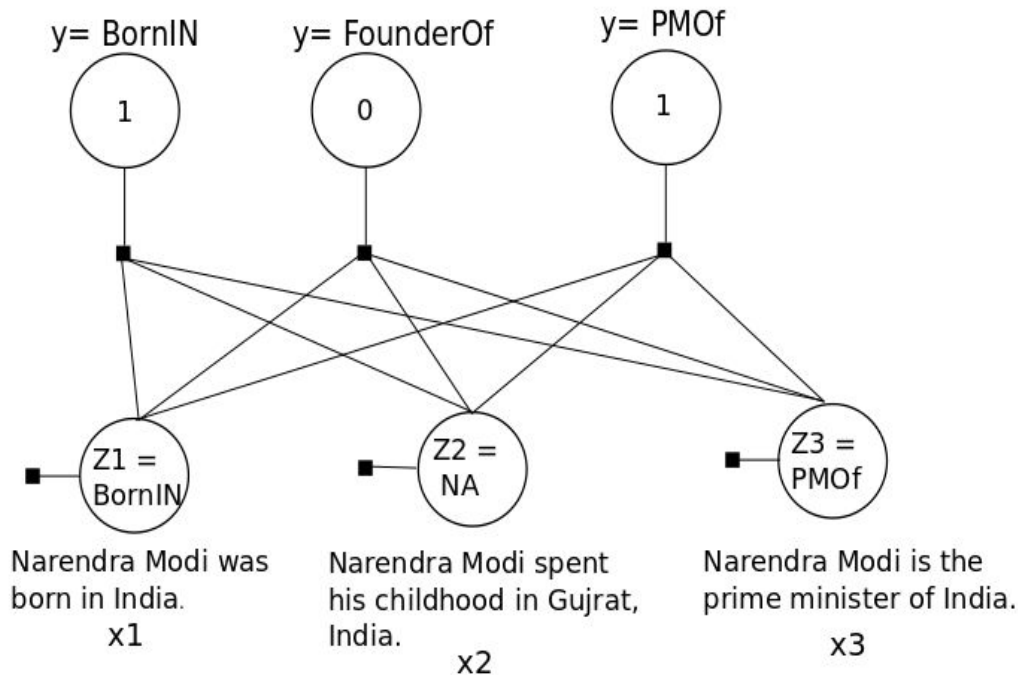 y= BornIN
y= FounderOf
y= PMOf
1
0
1
Z1 =
BornIN
Z2 =
NA
Z3 =
PMOf
Narendra Modi was
born in India.
x1
Narendra Modi spent
his childhood in Gujrat,
India.
x2
Narendra Modi is the
prime minister of India.
x3